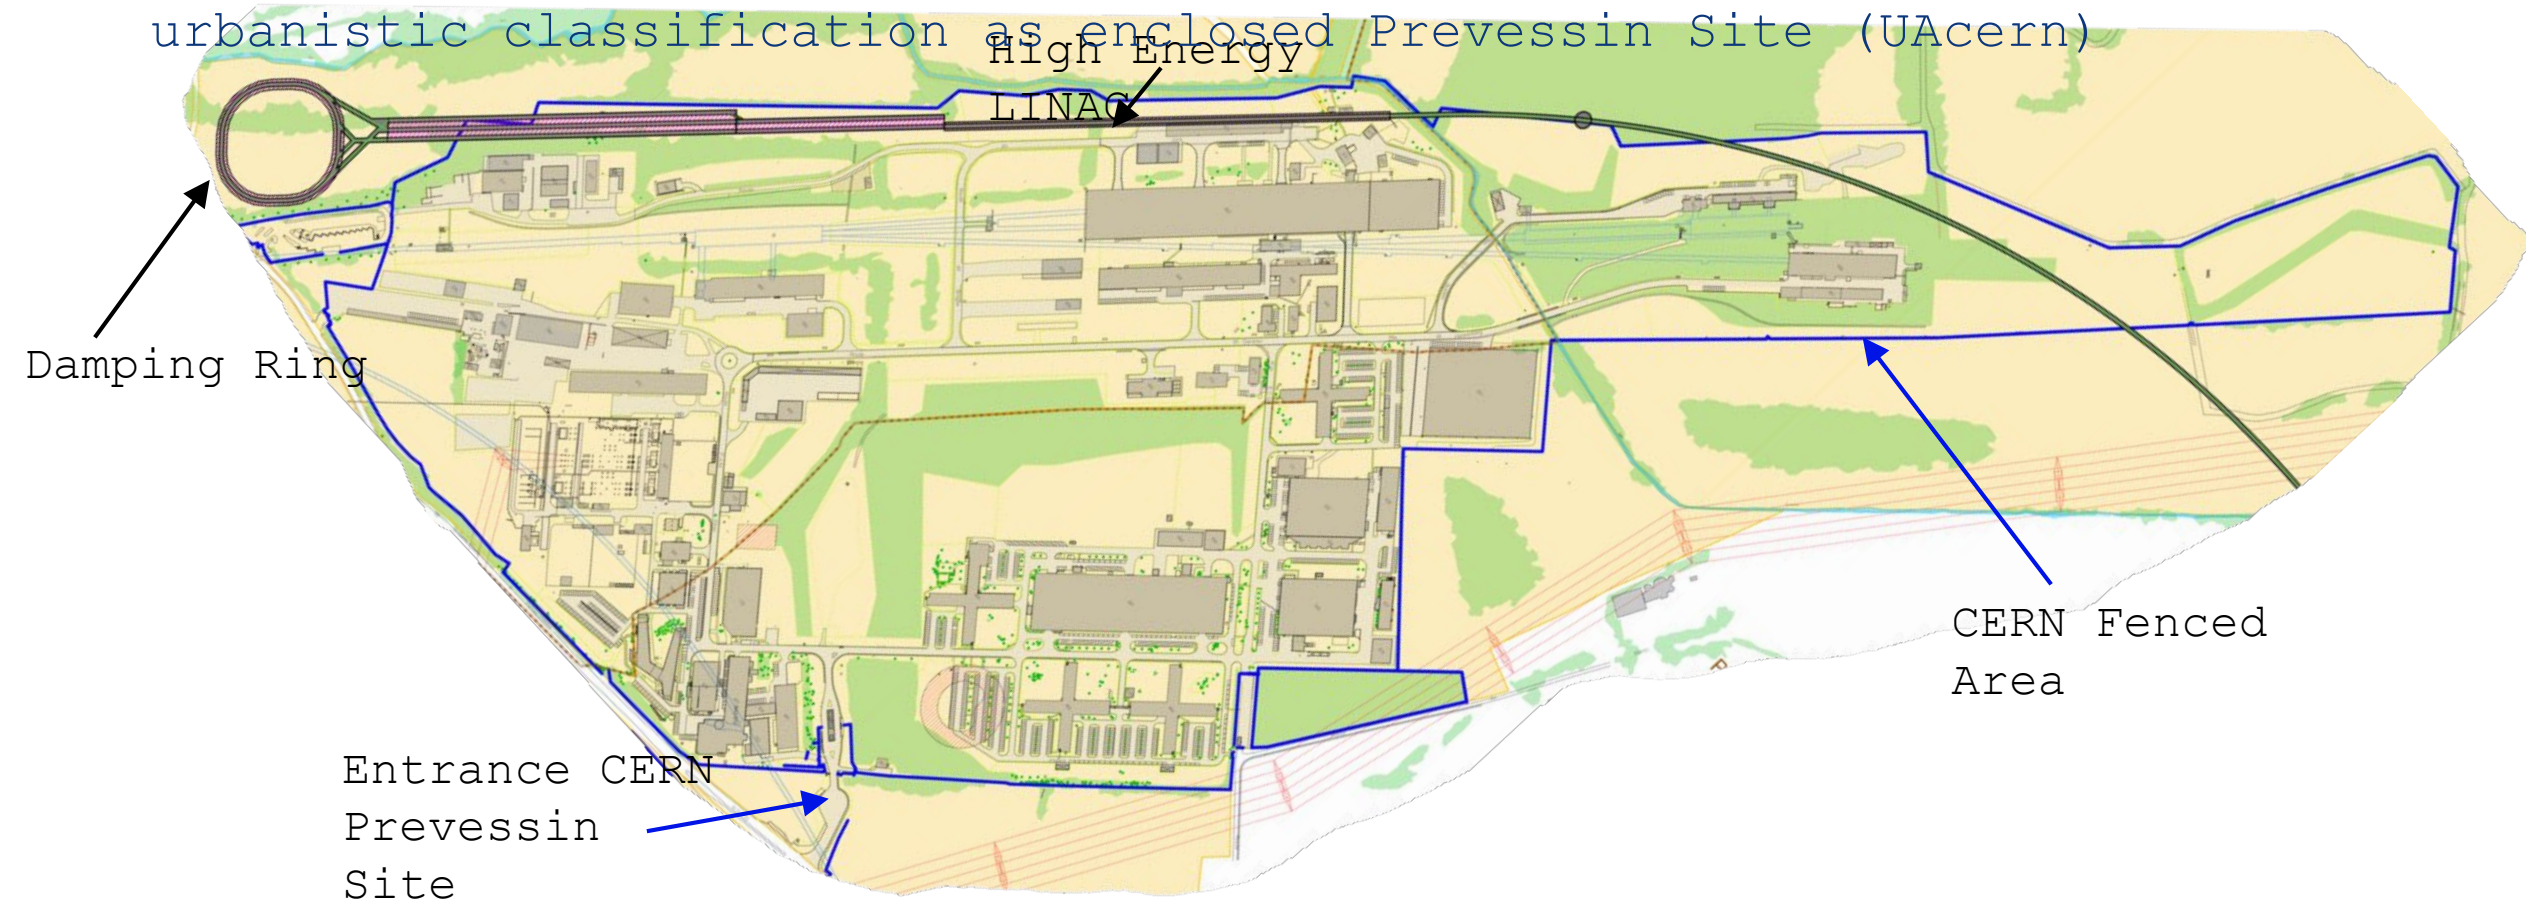 urbanistic classification as enclosed Prevessin Site (UAcern)
High Energy
LINAC
Damping Ring
CERN Fenced
Area
Entrance CERN
Prevessin
Site